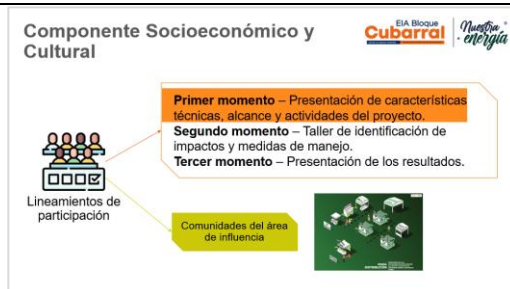 Componente Socioeconómico y
Cultural
EIA Bloque
Cubarral
Nuestra
energía
Primer momento – Presentación de características
técnicas, alcance y actividades del proyecto.
Segundo momento – Taller de identificación de
impactos y medidas de manejo.
Tercer momento – Presentación de los resultados.
Lineamientos de
participación
Comunidades del área
de influencia